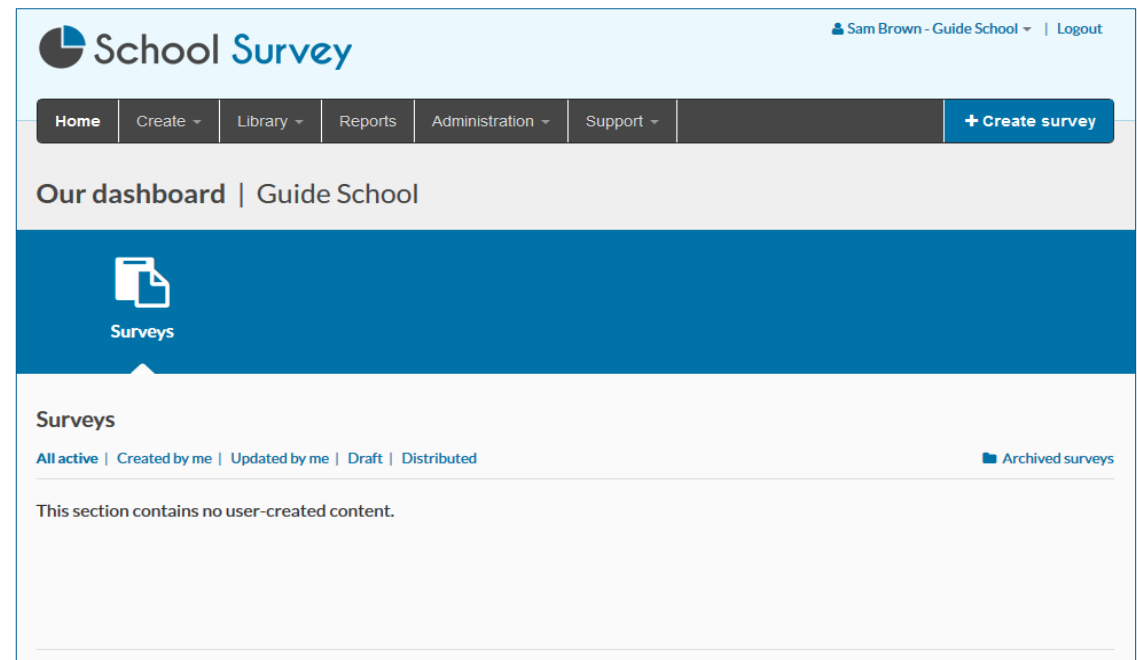 Sam Brown - Guide School | Logout
School Survey
Home Create Library Reports Administration Support + Create survey
Our dashboard | Guide School
Surveys
Surveys
All active | Created by me | Updated by me | Draft | Distributed Archived surveys
This section contains no user-created content.